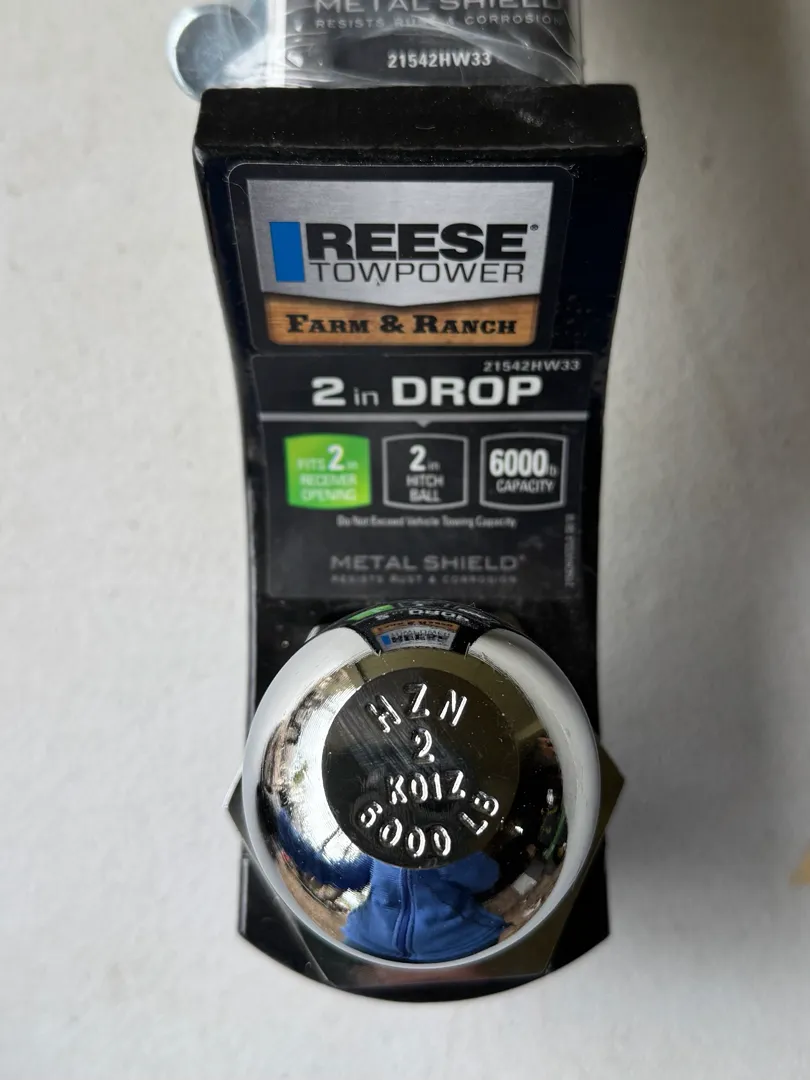 METAL SHIELD
RESISTS RUST & CORROSION
21542HW33
REESE®
TOWPOWER
FARM & RANCH
21542HW33
2 in DROP
FITS 2 in
RECEIVER
OPENING
2 in
HITCH
BALL
6000 lb
CAPACITY
Do Not Exceed Vehicle Towing Capacity
METAL SHIELD®
RESISTS RUST & CORROSION
HZN
2
K01Z
6000 LB